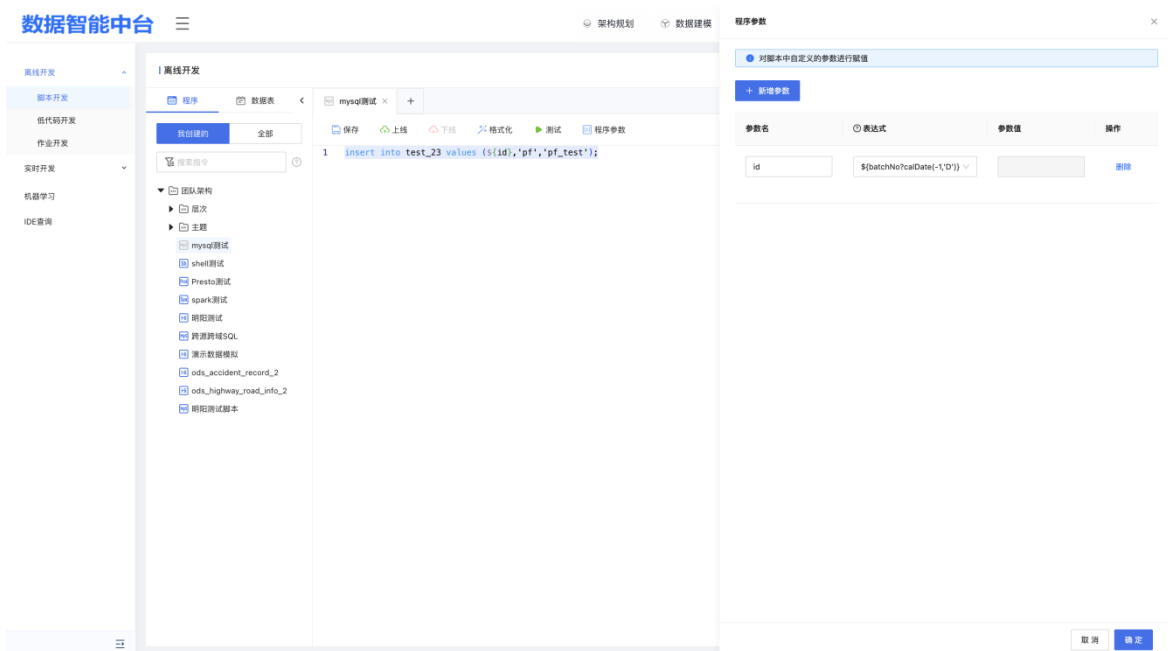 数据智能中台
架构规划
数据建模
离线开发
脚本开发
低代码开发
作业开发
实时开发
机器学习
IDE查询
离线开发
程序
数据表
我创建的
全部
搜索指令
团队架构
层次
主题
mysql测试
shell测试
Presto测试
spark测试
明阳测试
跨源跨域SQL
演示数据模拟
ods_accident_record_2
ods_highway_road_info_2
明阳测试脚本
mysql测试
保存 上线 下线 格式化 测试 程序参数
1 insert into test_23 values (${id},'pf','pf_test');
程序参数
对脚本中自定义的参数进行赋值
+ 新增参数
参数名 表达式 参数值 操作
id ${batchNo?calDate(-1,'D')} 删除
取消 确定